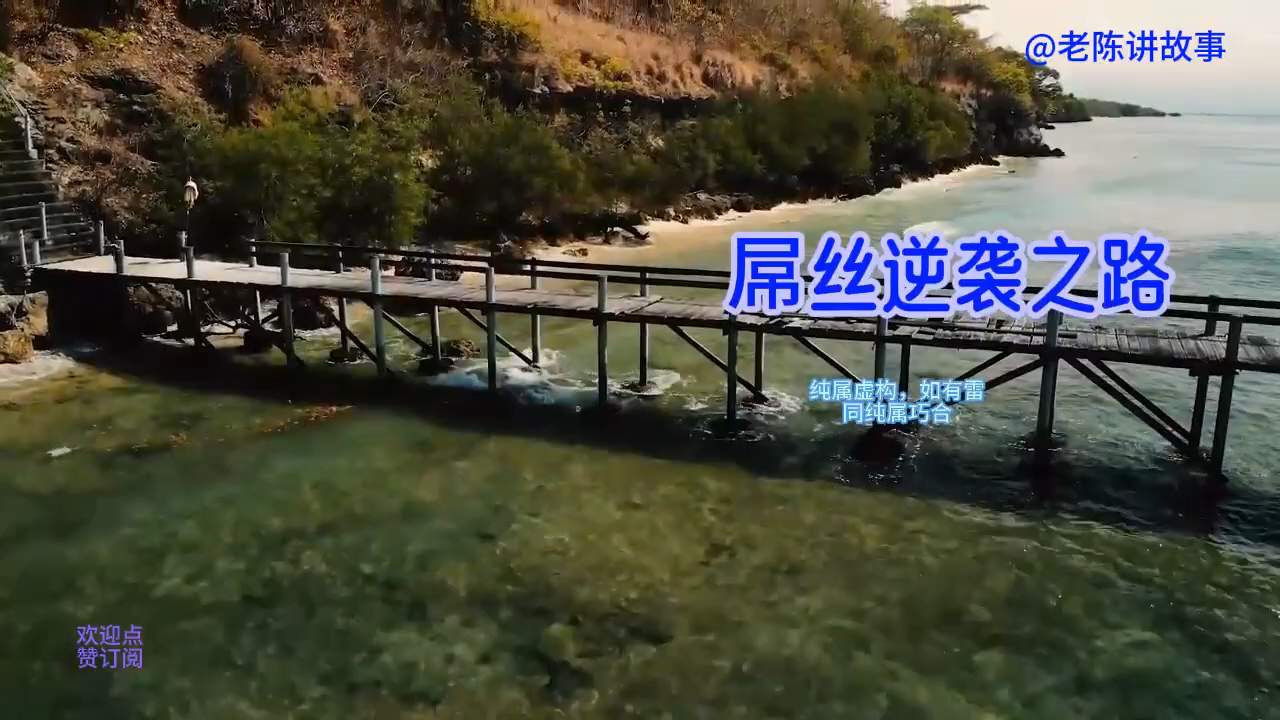 @老陈讲故事
屌丝逆袭之路
纯属虚构，如有雷
同纯属巧合
欢迎点
赞订阅